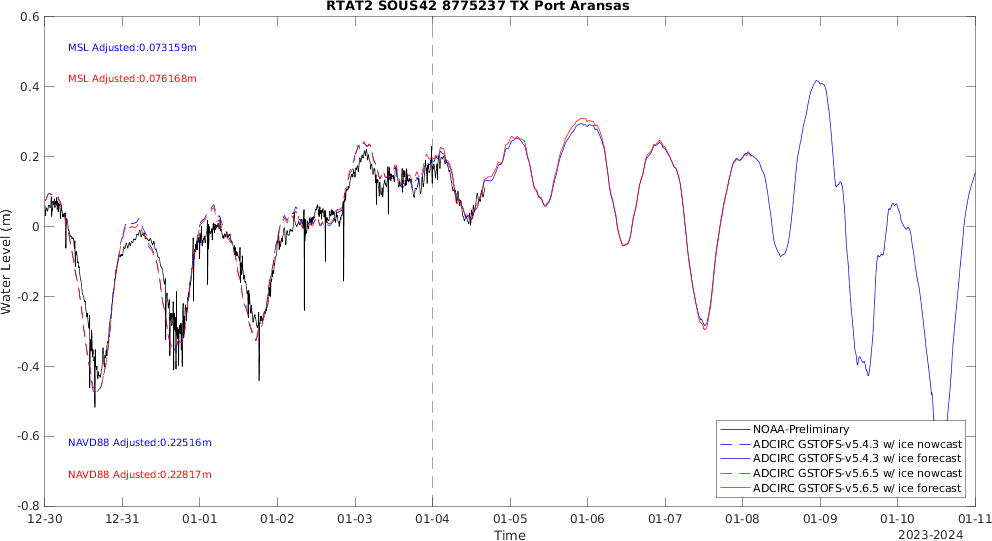 RTAT2 SOUS42 8775237 TX Port Aransas
0.6
MSL Adjusted:0.073159m
MSL Adjusted:0.076168m
0.4
0.2
0
-0.2
-0.4
-0.6
-0.8
Water Level (m)
NAVD88 Adjusted:0.22516m
NAVD88 Adjusted:0.22817m
NOAA-Preliminary
ADCIRC GSTOFS-v5.4.3 w/ ice nowcast
ADCIRC GSTOFS-v5.4.3 w/ ice forecast
ADCIRC GSTOFS-v5.6.5 w/ ice nowcast
ADCIRC GSTOFS-v5.6.5 w/ ice forecast
12-30 12-31 01-01 01-02 01-03 01-04 01-05 01-06 01-07 01-08 01-09 01-10 01-11
Time
2023-2024